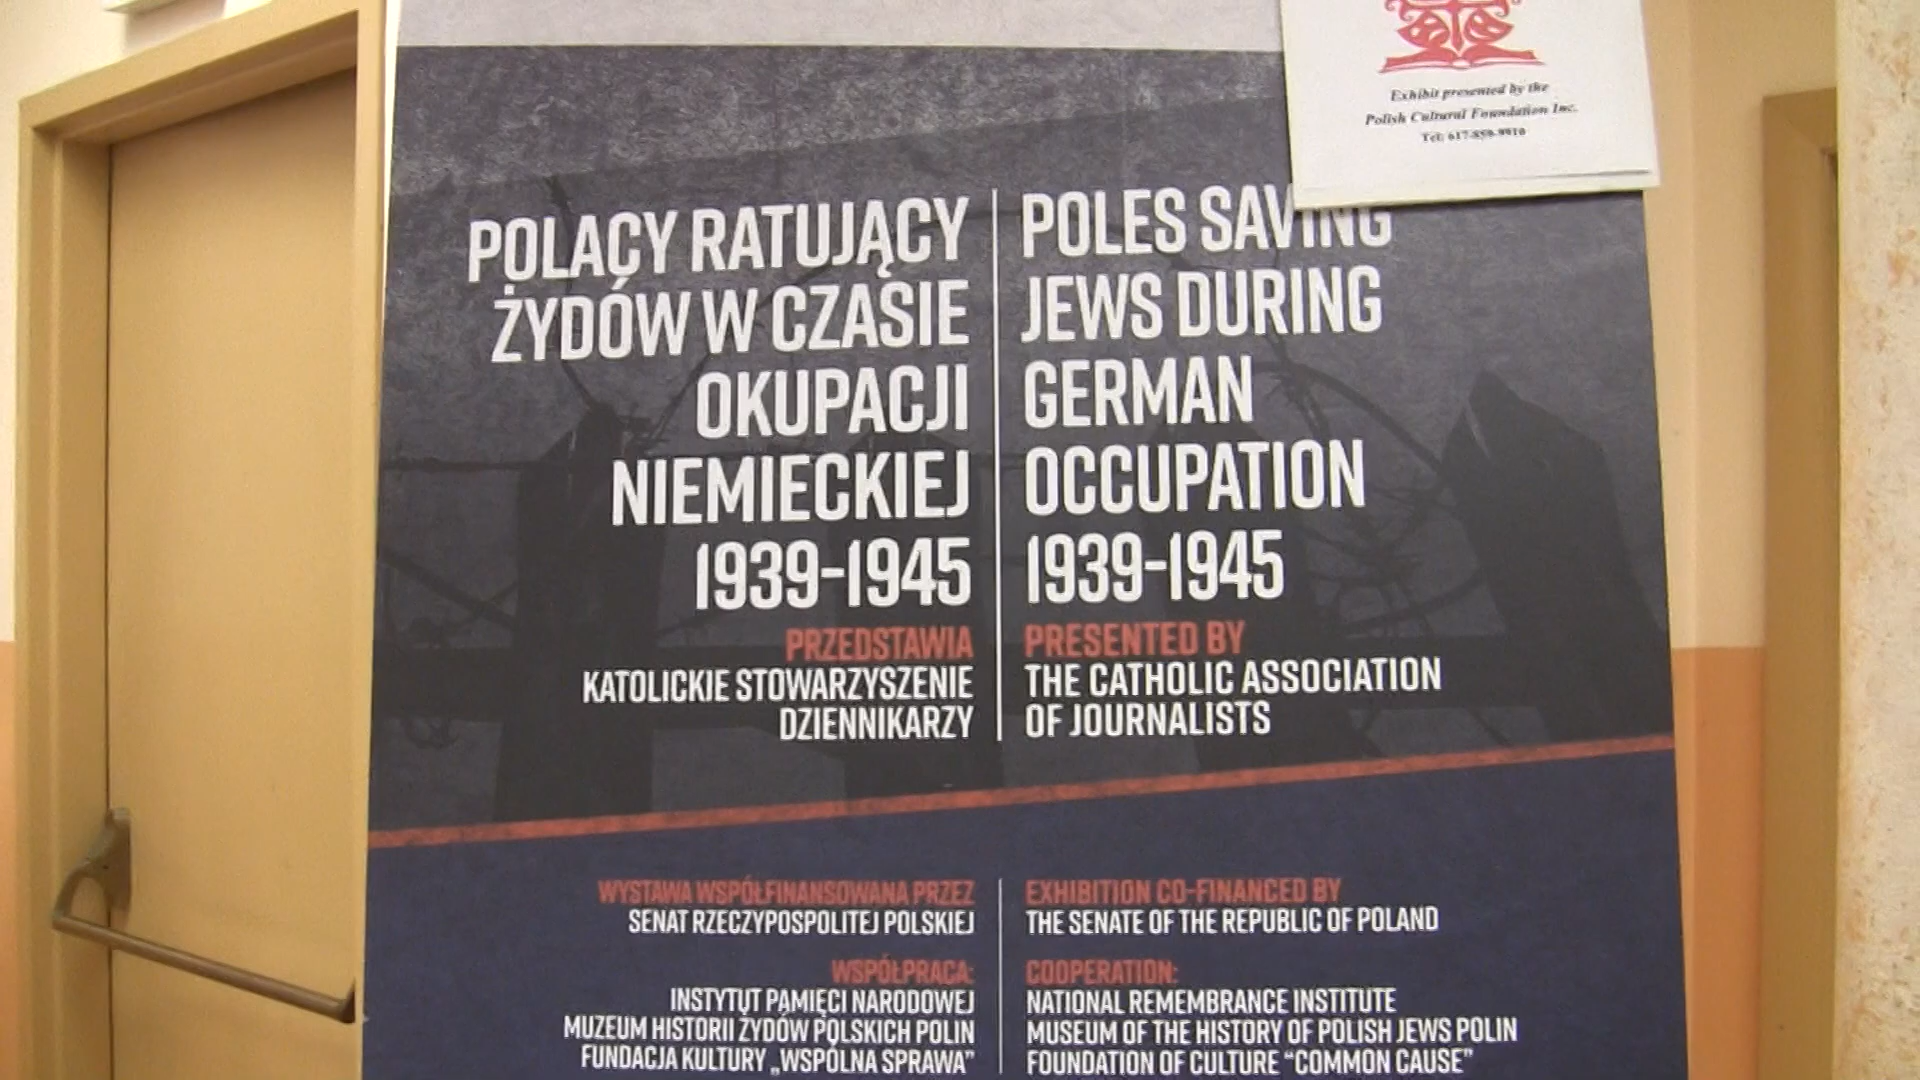 Exhibit presented by the
Polish Cultural Foundation Inc.
Tel: 617-859-9910
POLACY RATUJĄCY
ŻYDÓW W CZASIE
OKUPACJI
NIEMIECKIEJ
1939-1945
PRZEDSTAWIA
KATOLICKIE STOWARZYSZENIE
DZIENNIKARZY
POLES SAVING
JEWS DURING
GERMAN
OCCUPATION
1939-1945
PRESENTED BY
THE CATHOLIC ASSOCIATION
OF JOURNALISTS
WYSTAWA WSPÓŁFINANSOWANA PRZEZ
SENAT RZECZYPOSPOLITEJ POLSKIEJ
WSPÓŁPRACA:
INSTYTUT PAMIĘCI NARODOWEJ
MUZEUM HISTORII ŻYDÓW POLSKICH POLIN
FUNDACJA KULTURY „WSPÓLNA SPRAWA”
EXHIBITION CO-FINANCED BY
THE SENATE OF THE REPUBLIC OF POLAND
COOPERATION:
NATIONAL REMEMBRANCE INSTITUTE
MUSEUM OF THE HISTORY OF POLISH JEWS POLIN
FOUNDATION OF CULTURE “COMMON CAUSE”